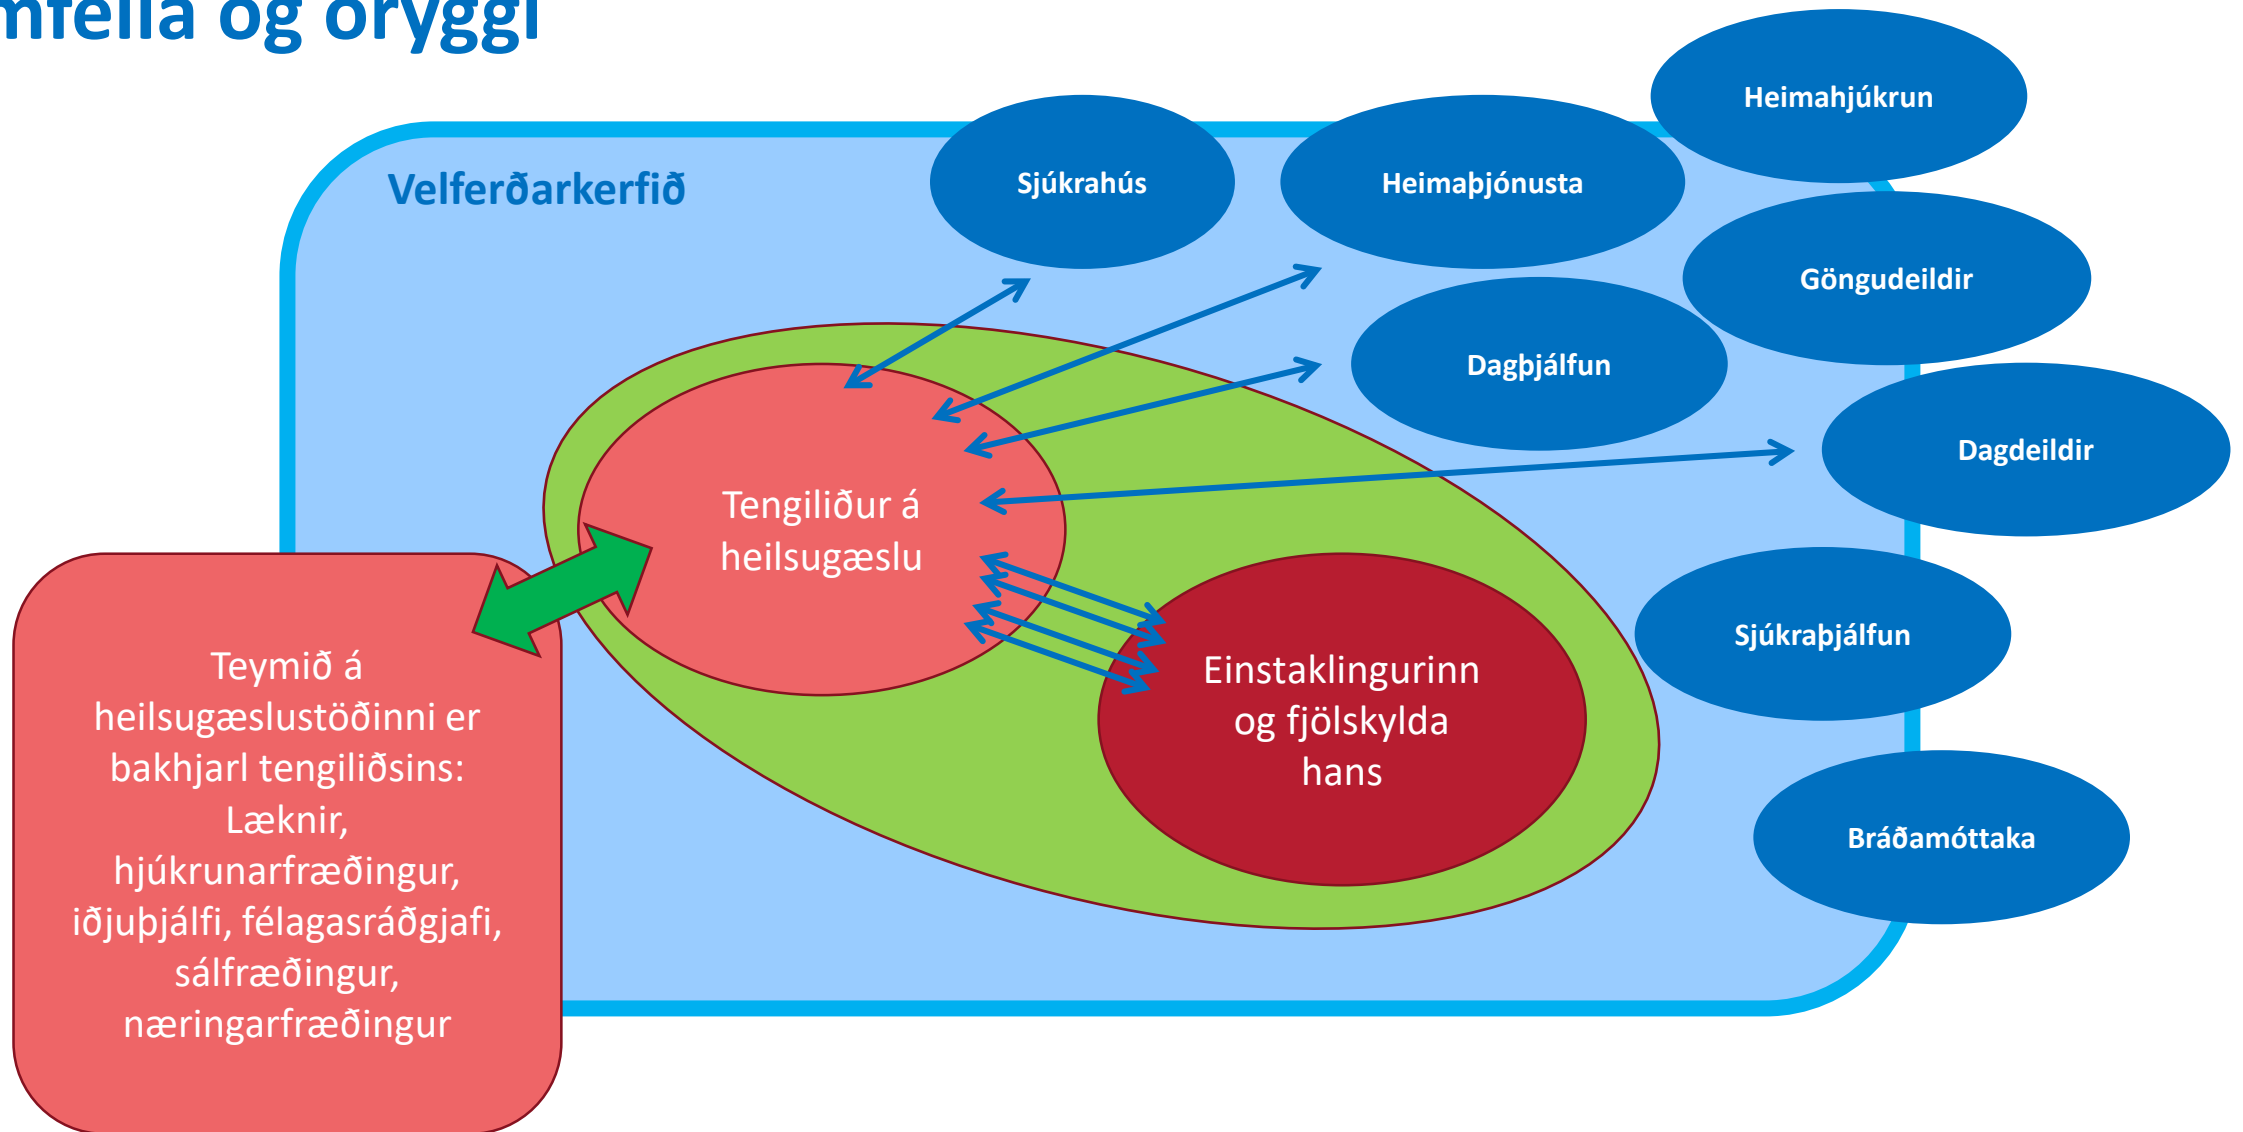 mfella og öryggi
Heimahjúkrun
Velferðarkerfið
Sjúkrahús
Heimaþjónusta
Göngudeildir
Dagþjálfun
Dagdeildir
Tengiliður á
heilsugæslu
Sjúkraþjálfun
Einstaklingurinn
og fjölskylda
hans
Teymið á
heilsugæslustöðinni er
bakhjarl tengiliðsins:
Læknir,
hjúkrunarfræðingur,
iðjuþjálfi, félagasráðgjafi,
sálfræðingur,
næringarfræðingur
Bráðamóttaka